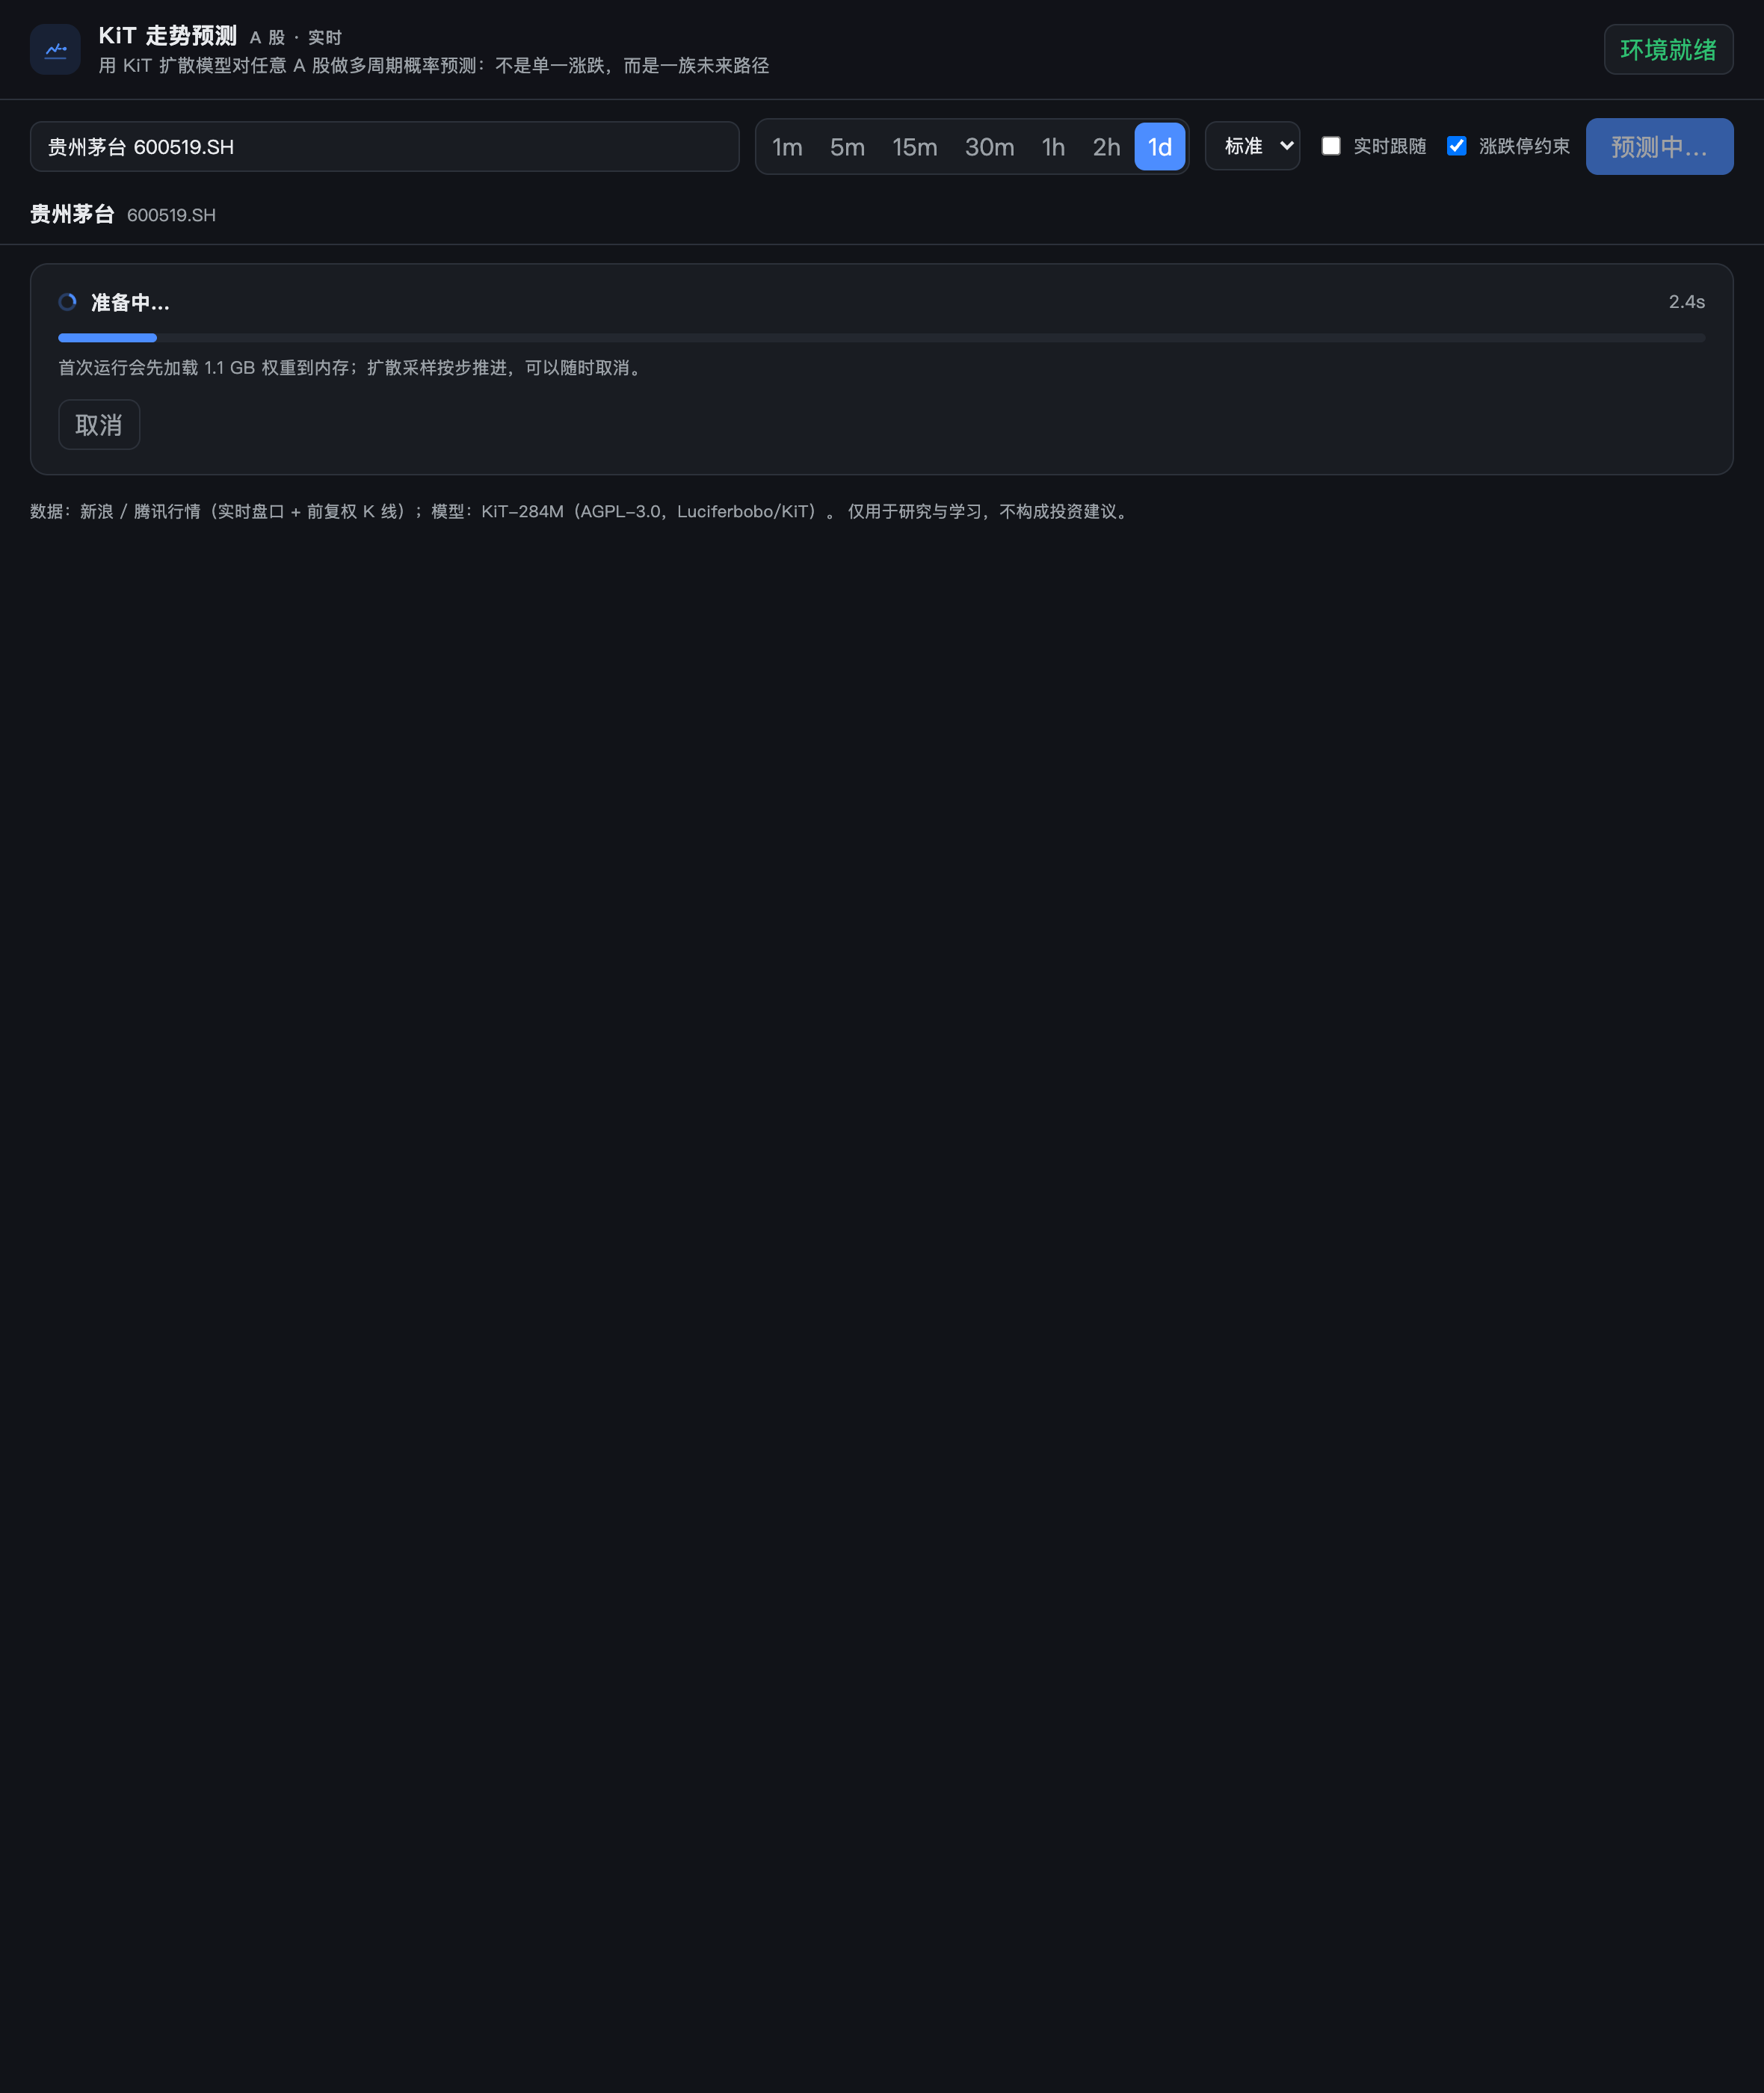 KiT 走势预测 A 股 · 实时
用 KiT 扩散模型对任意 A 股做多周期概率预测：不是单一涨跌，而是一族未来路径
环境就绪
贵州茅台 600519.SH
1m 5m 15m 30m 1h 2h 1d
标准
实时跟随
涨跌停约束
预测中…
贵州茅台 600519.SH
准备中…
2.4s
首次运行会先加载 1.1 GB 权重到内存；扩散采样按步推进，可以随时取消。
取消
数据：新浪 / 腾讯行情（实时盘口 + 前复权 K 线）；模型：KiT-284M（AGPL-3.0，Luciferbobo/KiT）。 仅用于研究与学习，不构成投资建议。